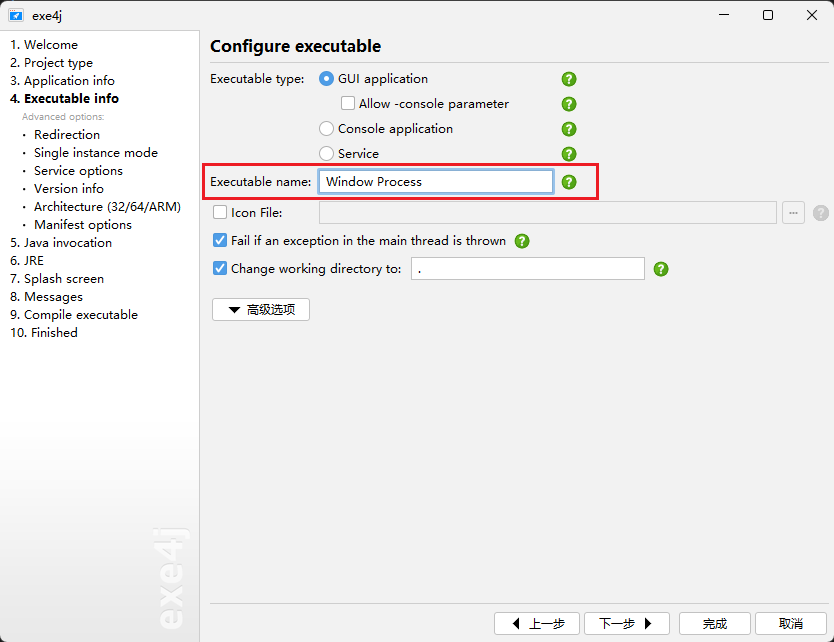 exe4j
1. Welcome
2. Project type
3. Application info
4. Executable info
Advanced options:
• Redirection
• Single instance mode
• Service options
• Version info
• Architecture (32/64/ARM)
• Manifest options
5. Java invocation
6. JRE
7. Splash screen
8. Messages
9. Compile executable
10. Finished
exe4j
Configure executable
Executable type: GUI application ?
Allow -console parameter ?
Console application ?
Service ?
Executable name: Window Process ?
Icon File: ... ?
Fail if an exception in the main thread is thrown ?
Change working directory to: . ?
高级选项
上一步 下一步 完成 取消